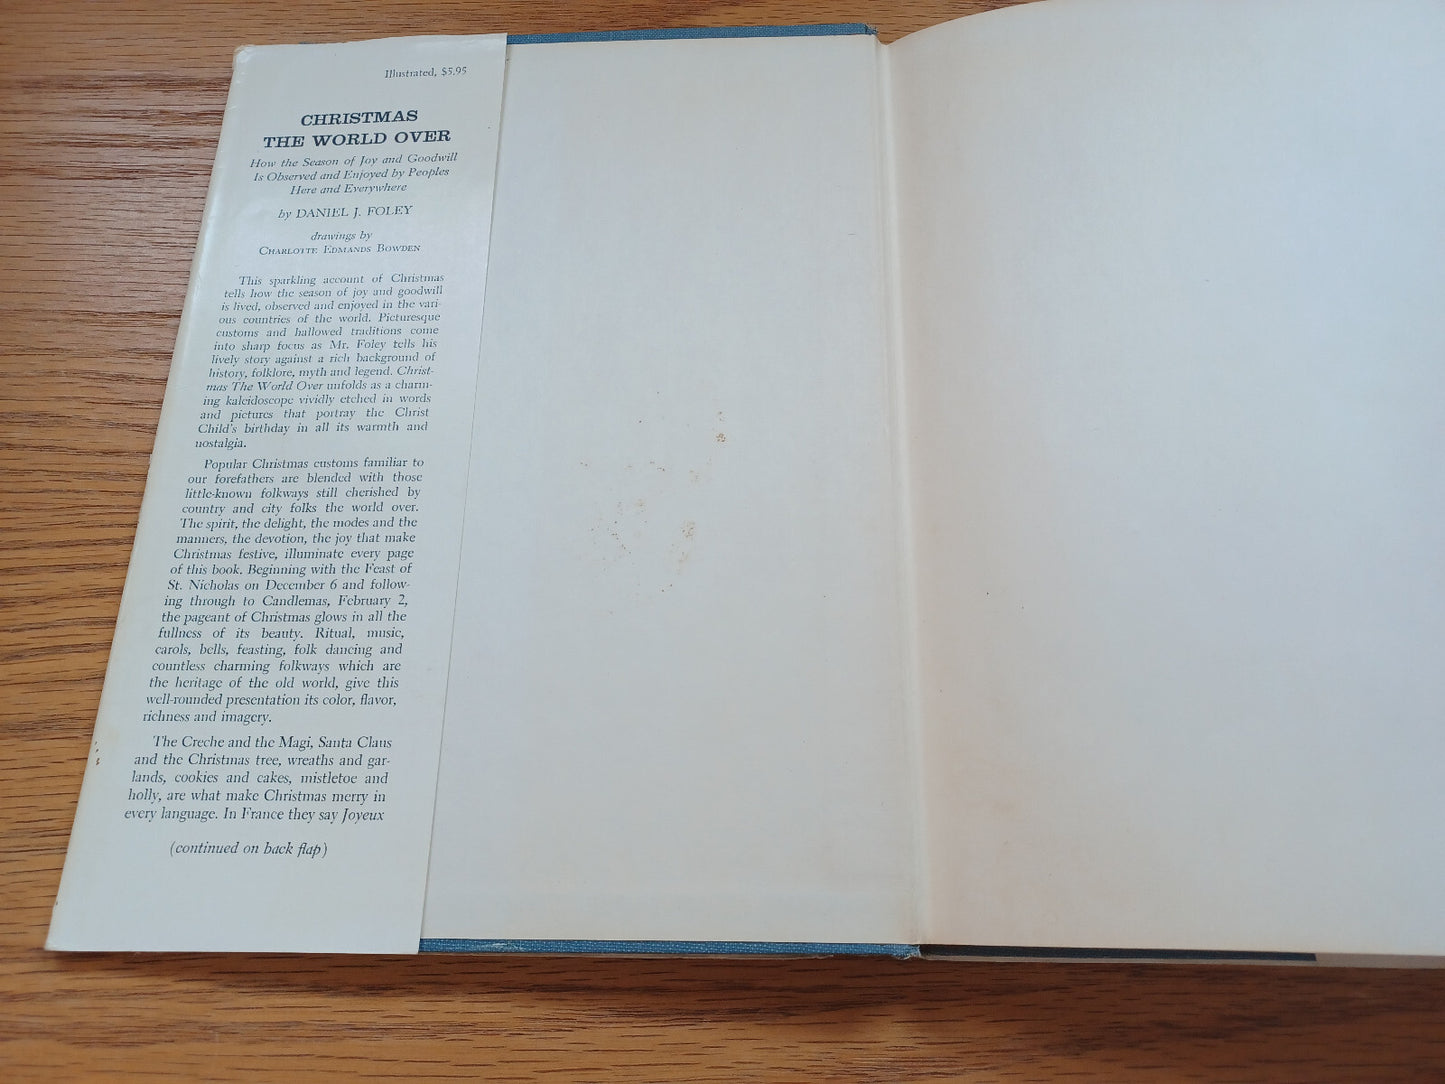 Illustrated, $5.95
CHRISTMAS
THE WORLD OVER
How the Season of Joy and Goodwill
Is Observed and Enjoyed by Peoples
Here and Everywhere
by DANIEL J. FOLEY
drawings by
CHARLOTTE EDMANDS BOWDEN
This sparkling account of Christmas
tells how the season of joy and goodwill
is lived, observed and enjoyed in the vari-
ous countries of the world. Picturesque
customs and hallowed traditions come
into sharp focus as Mr. Foley tells his
lively story against a rich background of
history, folklore, myth and legend. Christ-
mas The World Over unfolds as a charm-
ing kaleidoscope vividly etched in words
and pictures that portray the Christ
Child's birthday in all its warmth and
nostalgia.
Popular Christmas customs familiar to
our forefathers are blended with those
little-known folkways still cherished by
country and city folks the world over.
The spirit, the delight, the modes and the
manners, the devotion, the joy that make
Christmas festive, illuminate every page
of this book. Beginning with the Feast of
St. Nicholas on December 6 and follow-
ing through to Candlemas, February 2,
the pageant of Christmas glows in all the
fullness of its beauty. Ritual, music,
carols, bells, feasting, folk dancing and
countless charming folkways which are
the heritage of the old world, give this
well-rounded presentation its color, flavor,
richness and imagery.
The Creche and the Magi, Santa Claus
and the Christmas tree, wreaths and gar-
lands, cookies and cakes, mistletoe and
holly, are what make Christmas merry in
every language. In France they say Joyeux
(continued on back flap)